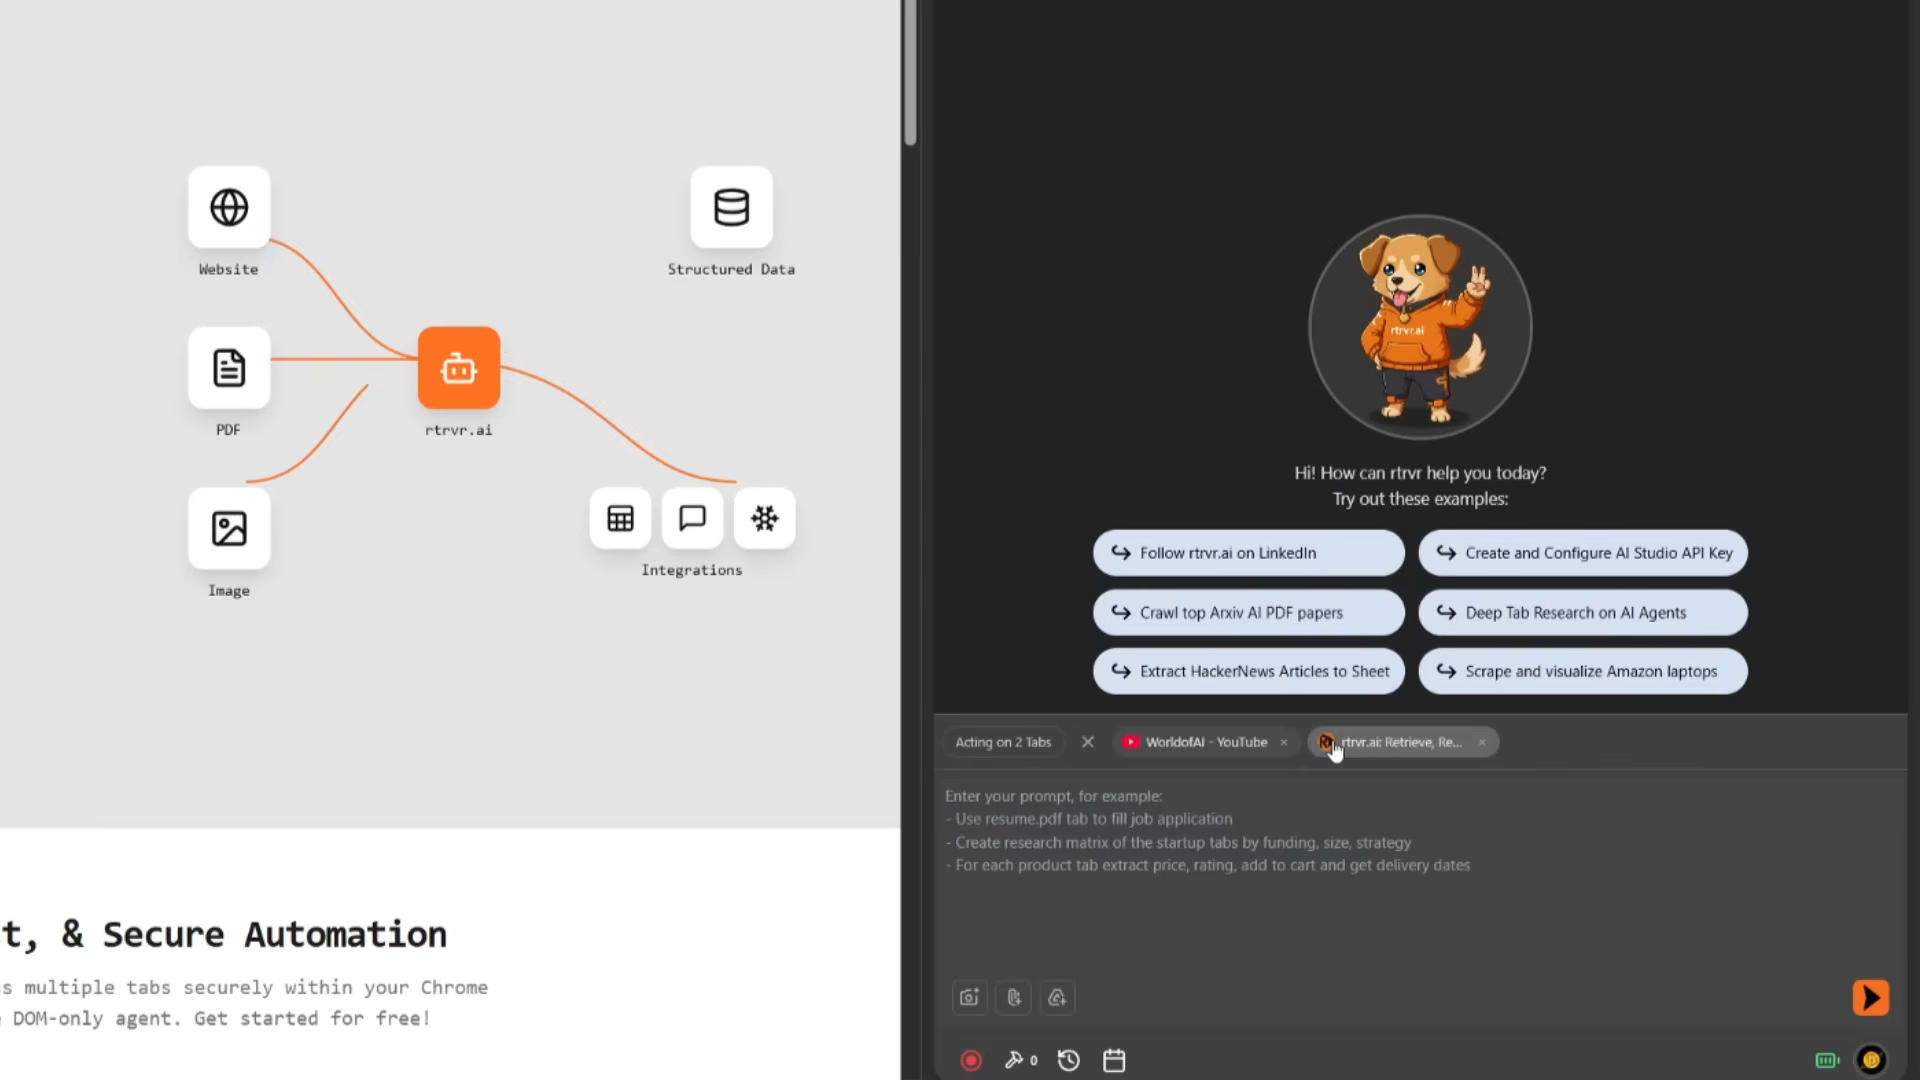 Website
Structured Data
PDF
rtrvr.ai
Image
Integrations
t, & Secure Automation
s multiple tabs securely within your Chrome
DOM-only agent. Get started for free!
rtrvr.ai
Hi! How can rtrvr help you today?
Try out these examples:
Follow rtrvr.ai on LinkedIn
Create and Configure AI Studio API Key
Crawl top Arxiv AI PDF papers
Deep Tab Research on AI Agents
Extract HackerNews Articles to Sheet
Scrape and visualize Amazon laptops
Acting on 2 Tabs
WorldofAI - YouTube
rtrvr.ai: Retrieve, Re...
Enter your prompt, for example:
- Use resume.pdf tab to fill job application
- Create research matrix of the startup tabs by funding, size, strategy
- For each product tab extract price, rating, add to cart and get delivery dates
0